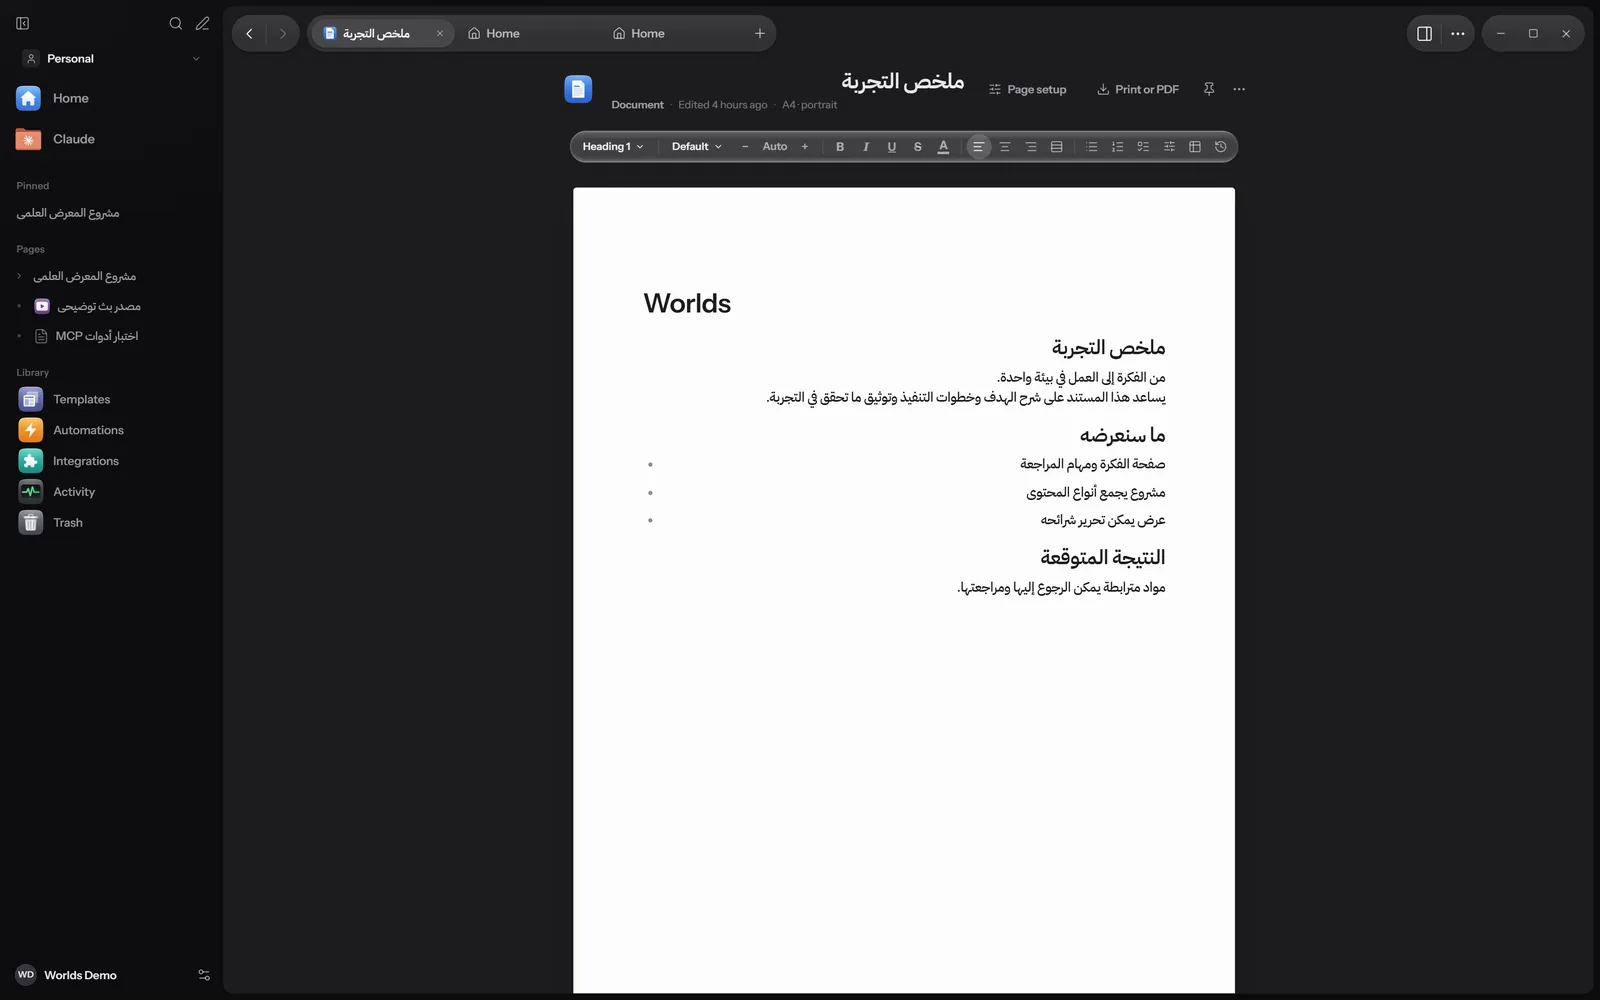 Personal
Home
Claude
Pinned
مشروع المعرض العلمي
Pages
مشروع المعرض العلمي
مصدر بث توضيحي
اختبار أدوات MCP
Library
Templates
Automations
Integrations
Activity
Trash
WD Worlds Demo
ملخص التجربة
Home
Home
ملخص التجربة
Document · Edited 4 hours ago · A4 · portrait
Page setup
Print or PDF
Heading 1
Default
− Auto +
B I U S A
Worlds
ملخص التجربة
من الفكرة إلى العمل في بيئة واحدة.
يساعد هذا المستند على شرح الهدف وخطوات التنفيذ وتوثيق ما تحقق في التجربة.
ما سنعرضه
صفحة الفكرة ومهام المراجعة
مشروع يجمع أنواع المحتوى
عرض يمكن تحرير شرائحه
النتيجة المتوقعة
مواد مترابطة يمكن الرجوع إليها ومراجعتها.